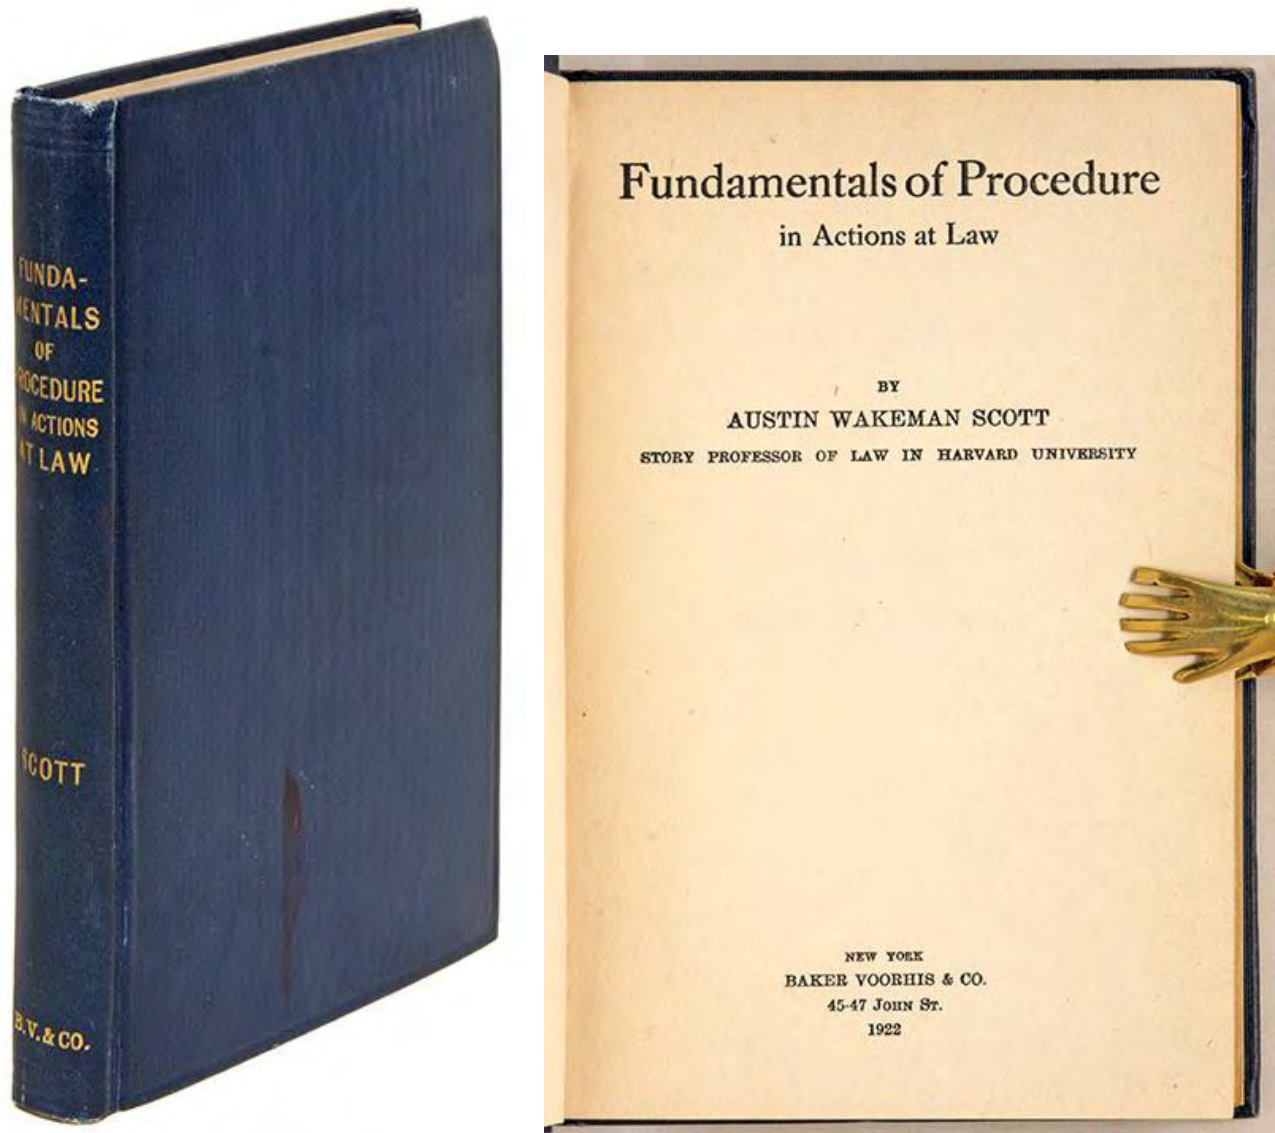 FUNDA-
MENTALS
OF
PROCEDURE
IN ACTIONS
AT LAW
SCOTT
B.V. & CO.
Fundamentals of Procedure
in Actions at Law
BY
AUSTIN WAKEMAN SCOTT
STORY PROFESSOR OF LAW IN HARVARD UNIVERSITY
NEW YORK
BAKER VOORHIS & CO.
45-47 JOHN ST.
1922